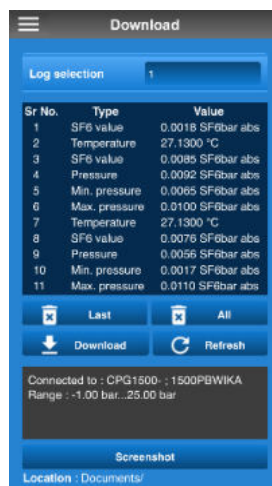 Download
Log selection 1
Sr No. Type Value
1 SF6 value 0.0018 SF6bar abs
2 Temperature 27.1300 °C
3 SF6 value 0.0085 SF6bar abs
4 Pressure 0.0092 SF6bar abs
5 Min. pressure 0.0065 SF6bar abs
6 Max. pressure 0.0100 SF6bar abs
7 Temperature 27.1300 °C
8 SF6 value 0.0076 SF6bar abs
9 Pressure 0.0056 SF6bar abs
10 Min. pressure 0.0017 SF6bar abs
11 Max. pressure 0.0110 SF6bar abs
Last All
Download Refresh
Connected to : CPG1500- ; 1500PBWIKA
Range : -1.00 bar...25.00 bar
Screenshot
Location : Documents/